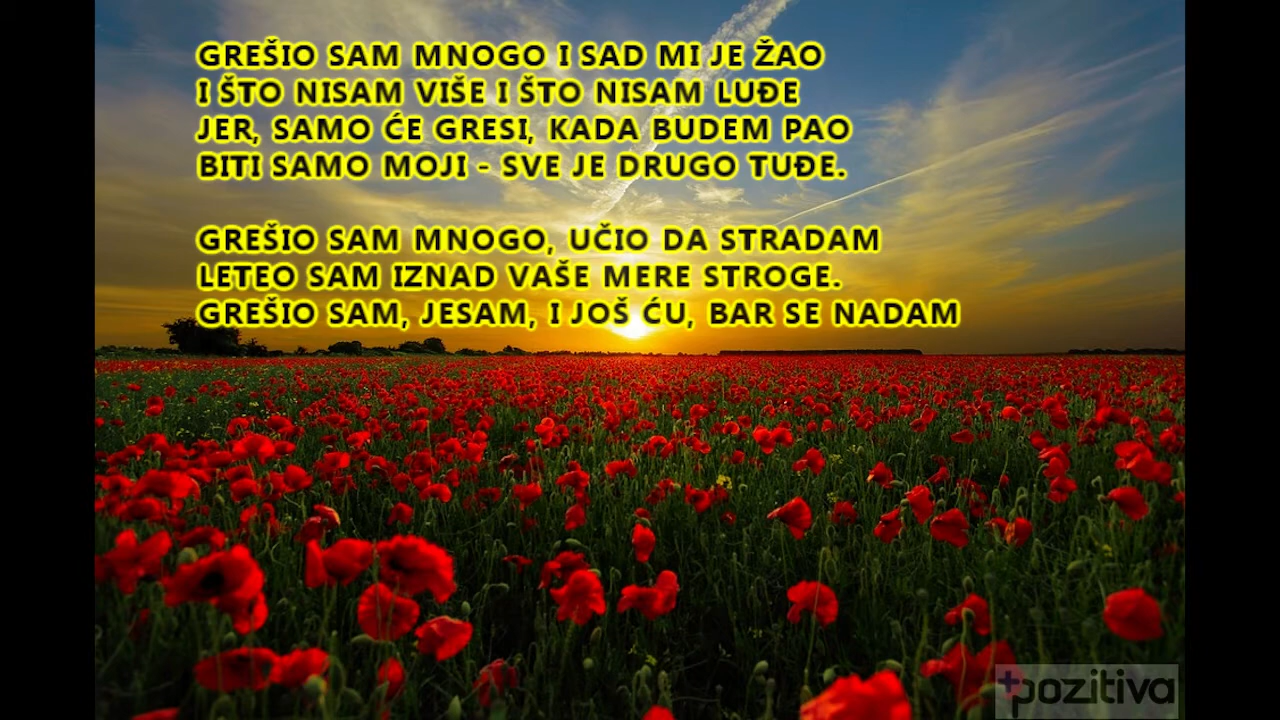 GREŠIO SAM MNOGO I SAD MI JE ŽAO
I ŠTO NISAM VIŠE I ŠTO NISAM LUĐE
JER, SAMO ĆE GRESI, KADA BUDEM PAO
BITI SAMO MOJI - SVE JE DRUGO TUĐE.
GREŠIO SAM MNOGO, UČIO DA STRADAM
LETEO SAM IZNAD VAŠE MERE STROGE.
GREŠIO SAM, JESAM, I JOŠ ĆU, BAR SE NADAM
+pozitiva